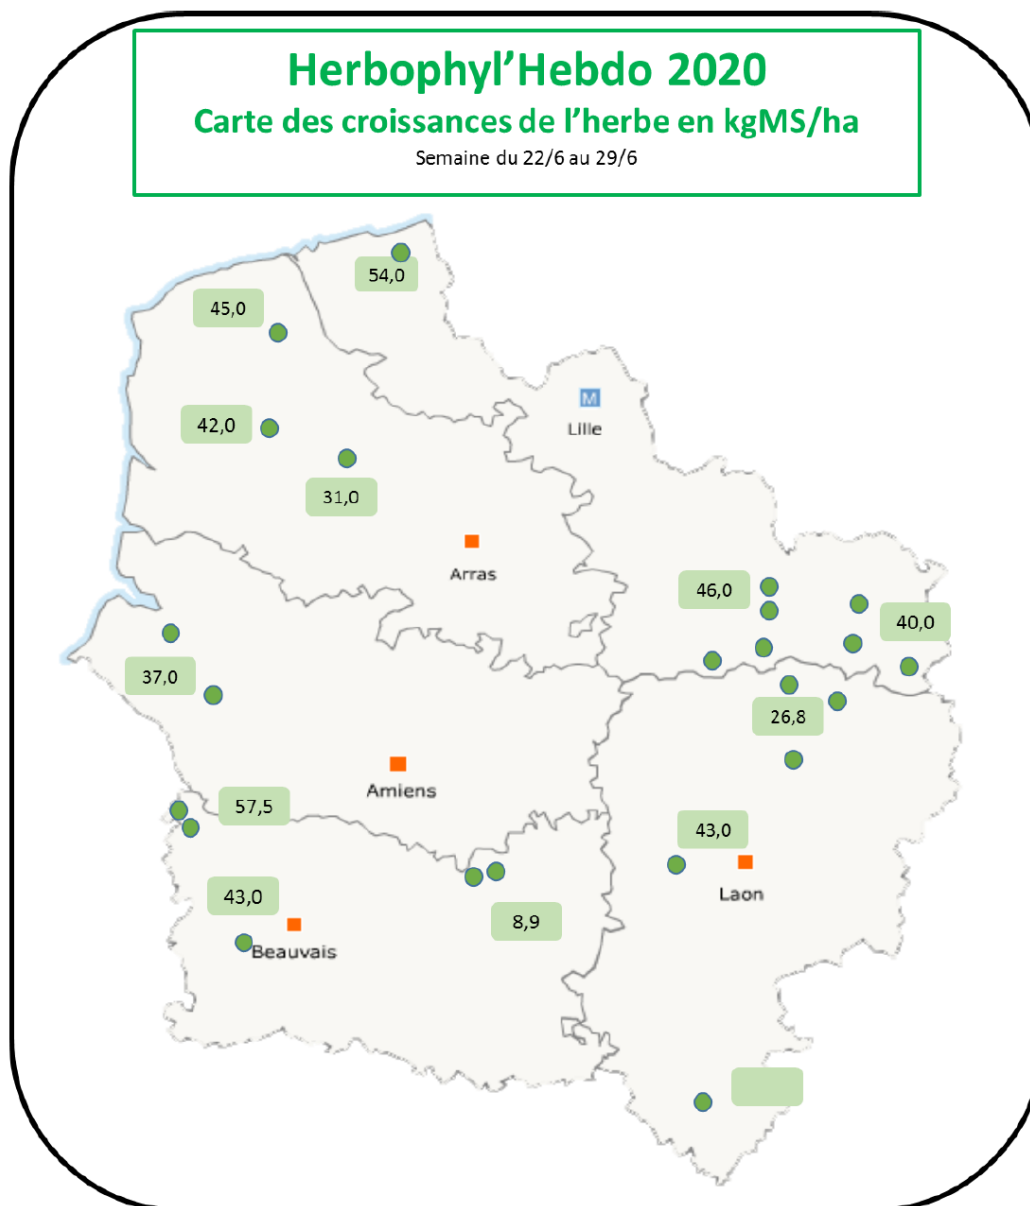 Herbophyl’Hebdo 2020
Carte des croissances de l’herbe en kgMS/ha
Semaine du 22/6 au 29/6
54,0
45,0
M
Lille
42,0
31,0
Arras
46,0
40,0
37,0
26,8
Amiens
57,5
43,0
Laon
43,0
8,9
Beauvais